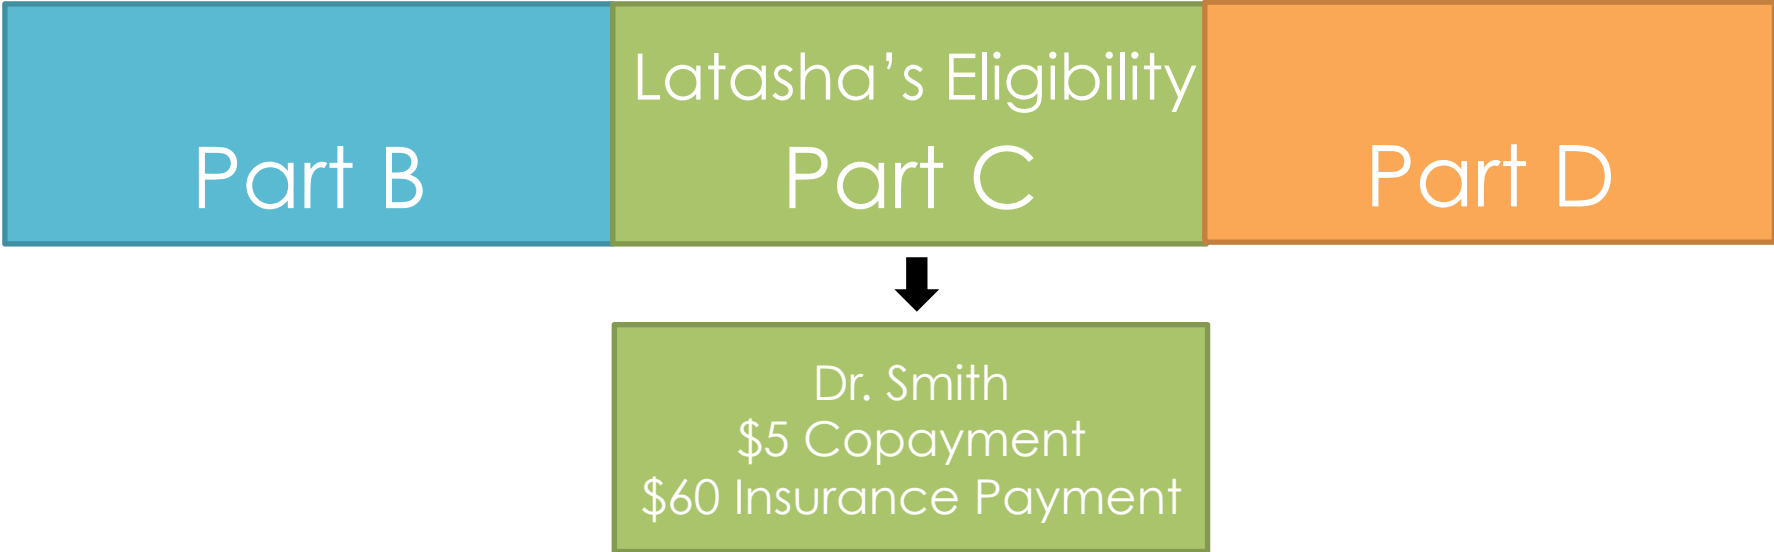 Part B
Latasha’s Eligibility
Part C
Part D
Dr. Smith
$5 Copayment
$60 Insurance Payment